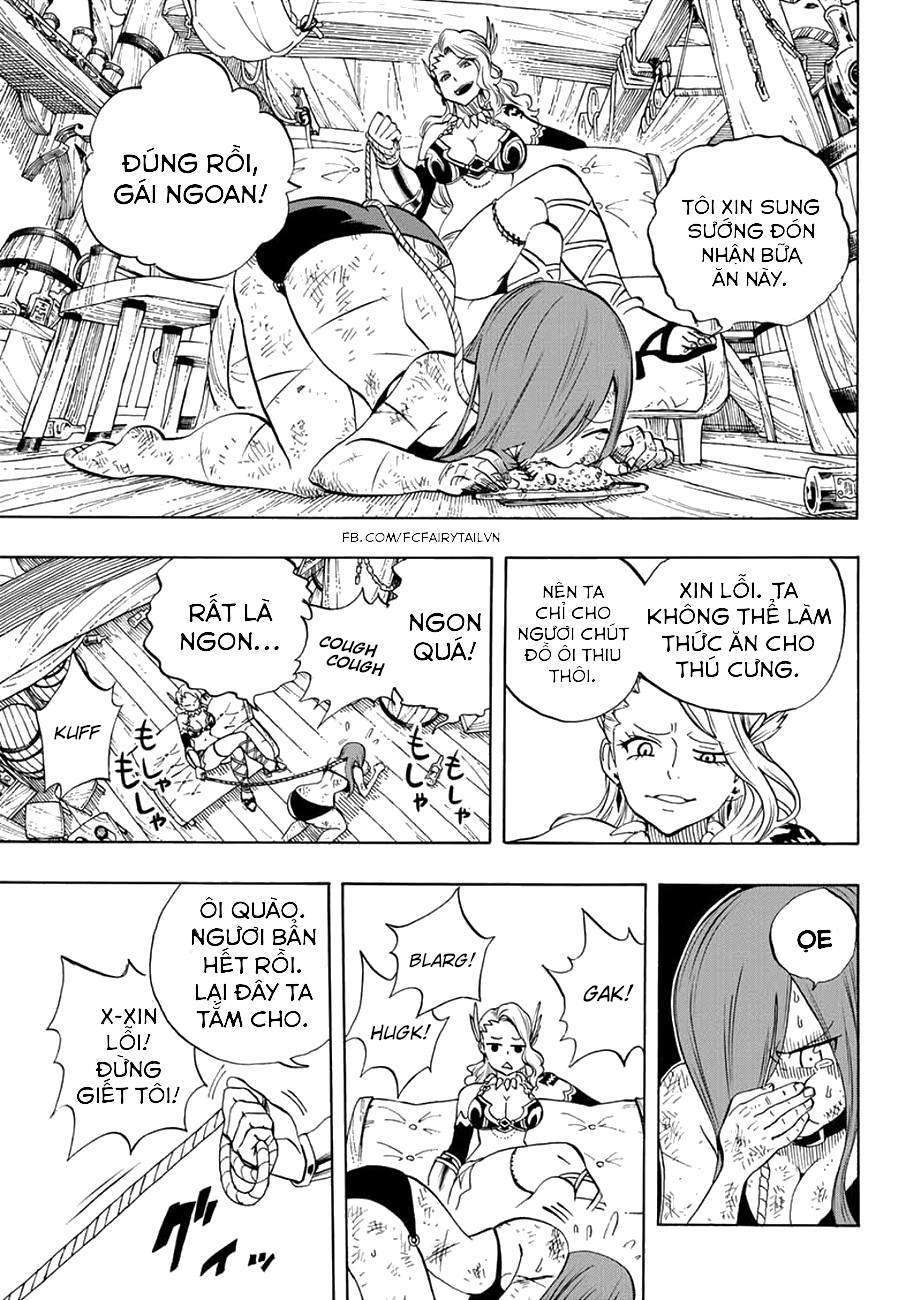 TÔI XIN SUNG
SƯỚNG ĐÓN
NHẬN BỮA
ĂN NÀY.
ĐÚNG RỒI,
GÁI NGOAN!
FB.COM/FCFAIRYTAILVN
XIN LỖI. TA
KHÔNG THỂ LÀM
THỨC ĂN CHO
THÚ CƯNG.
NÊN TA
CHỈ CHO
NGƯƠI CHÚT
ĐỒ ÔI THIU
THÔI.
NGON
QUÁ!
COUGH
COUGH
RẤT LÀ
NGON...
KUFF
もしゃ
もしゃ
もしゃ
もしゃ
ỌE
GAK!
BLARG!
HUGK!
ÔI QUÀO.
NGƯƠI BẨN
HẾT RỒI.
LẠI ĐÂY TA
TẮM CHO.
X-XIN
LỖI!
ĐỪNG
GIẾT TÔI!
グィッ